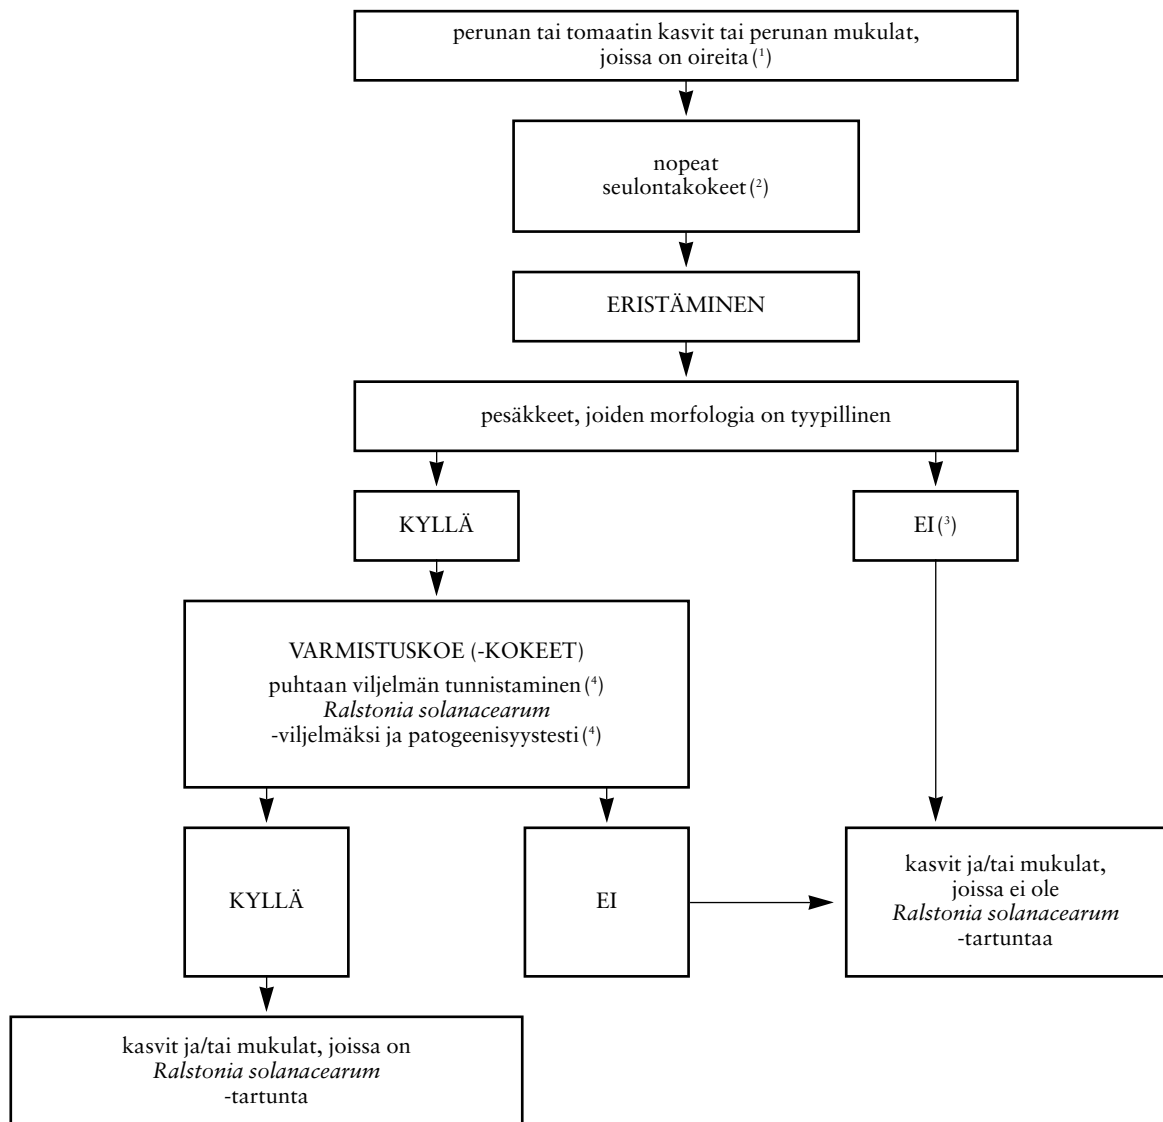 perunan tai tomaatin kasvit tai perunan mukulat,
joissa on oireita (¹)
nopeat
seulontakokeet (²)
ERISTÄMINEN
pesäkkeet, joiden morfologia on tyypillinen
KYLLÄ
EI (³)
VARMISTUSKOE (-KOKEET)
puhtaan viljelmän tunnistaminen (⁴)
Ralstonia solanacearum
-viljelmäksi ja patogeenisyystesti (⁴)
KYLLÄ
EI
kasvit ja/tai mukulat,
joissa ei ole
Ralstonia solanacearum
-tartuntaa
kasvit ja/tai mukulat, joissa on
Ralstonia solanacearum
-tartunta